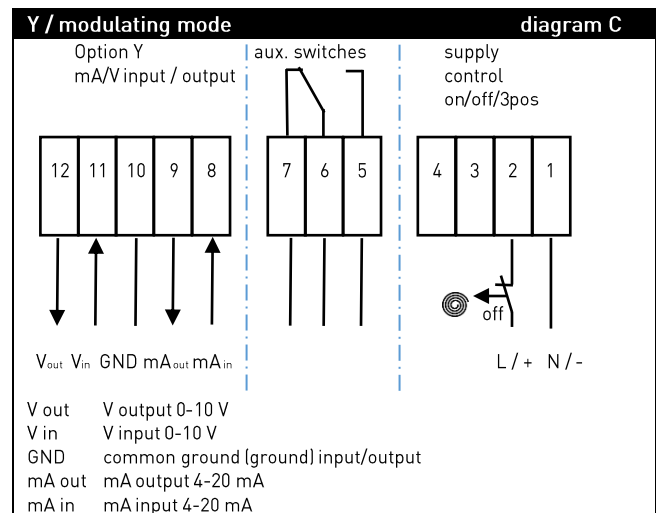 Y / modulating mode diagram C
Option Y aux. switches supply
mA/V input / output control
on/off/3pos
12 11 10 9 8 7 6 5 4 3 2 1
off
Vout Vin GND mAout mAin L / + N / -
V out V output 0-10 V
V in V input 0-10 V
GND common ground (ground) input/output
mA out mA output 4-20 mA
mA in mA input 4-20 mA